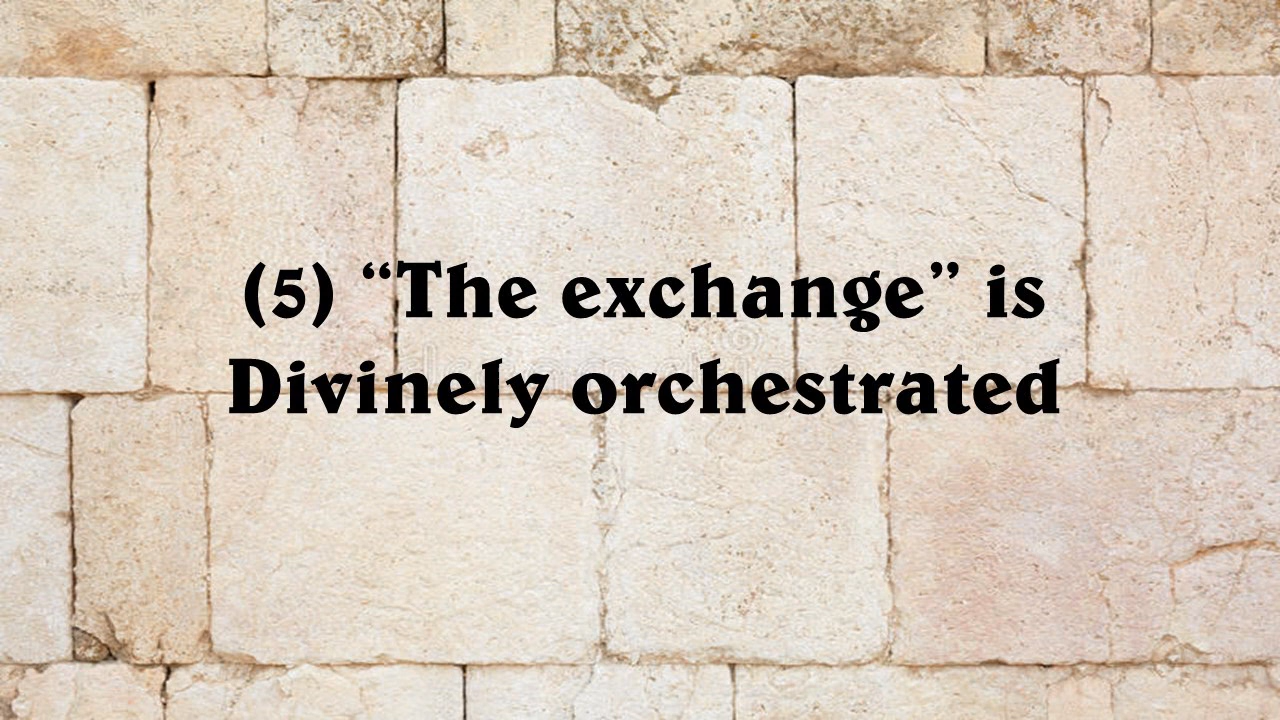 (5) “The exchange” is
Divinely orchestrated